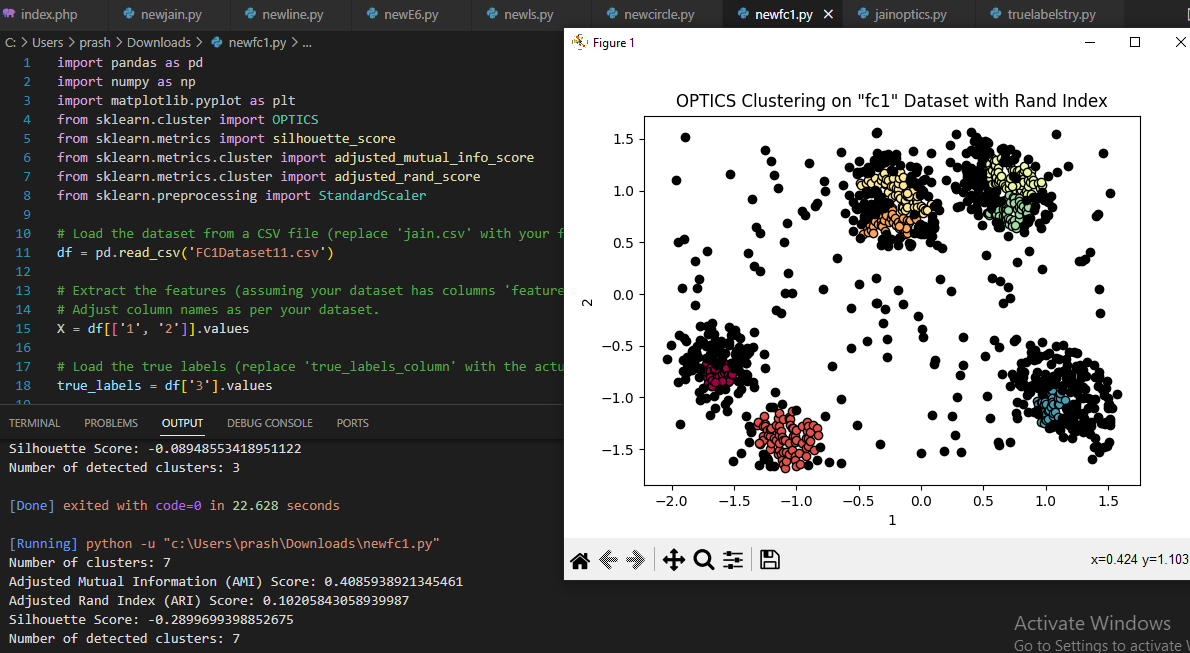 index.php newjain.py newline.py newE6.py newls.py newcircle.py newfc1.py jainoptics.py truelabelstry.py
C: > Users > prash > Downloads > newfc1.py > ...
1 import pandas as pd
2 import numpy as np
3 import matplotlib.pyplot as plt
4 from sklearn.cluster import OPTICS
5 from sklearn.metrics import silhouette_score
6 from sklearn.metrics.cluster import adjusted_mutual_info_score
7 from sklearn.metrics.cluster import adjusted_rand_score
8 from sklearn.preprocessing import StandardScaler
9
10 # Load the dataset from a CSV file (replace 'jain.csv' with your f
11 df = pd.read_csv('FC1Dataset11.csv')
12
13 # Extract the features (assuming your dataset has columns 'feature
14 # Adjust column names as per your dataset.
15 X = df[['1', '2']].values
16
17 # Load the true labels (replace 'true_labels_column' with the actu
18 true_labels = df['3'].values
19
TERMINAL PROBLEMS OUTPUT DEBUG CONSOLE PORTS
Silhouette Score: -0.08948553418951122
Number of detected clusters: 3
[Done] exited with code=0 in 22.628 seconds
[Running] python -u "c:\Users\prash\Downloads\newfc1.py"
Number of clusters: 7
Adjusted Mutual Information (AMI) Score: 0.4085938921345461
Adjusted Rand Index (ARI) Score: 0.10205843058939987
Silhouette Score: -0.2899699398852675
Number of detected clusters: 7
Figure 1
OPTICS Clustering on "fc1" Dataset with Rand Index
1.5
1.0
0.5
0.0
−0.5
−1.0
−1.5
2
−2.0 −1.5 −1.0 −0.5 0.0 0.5 1.0 1.5
1
x=0.424 y=1.103
Activate Windows
Go to Settings to activate W